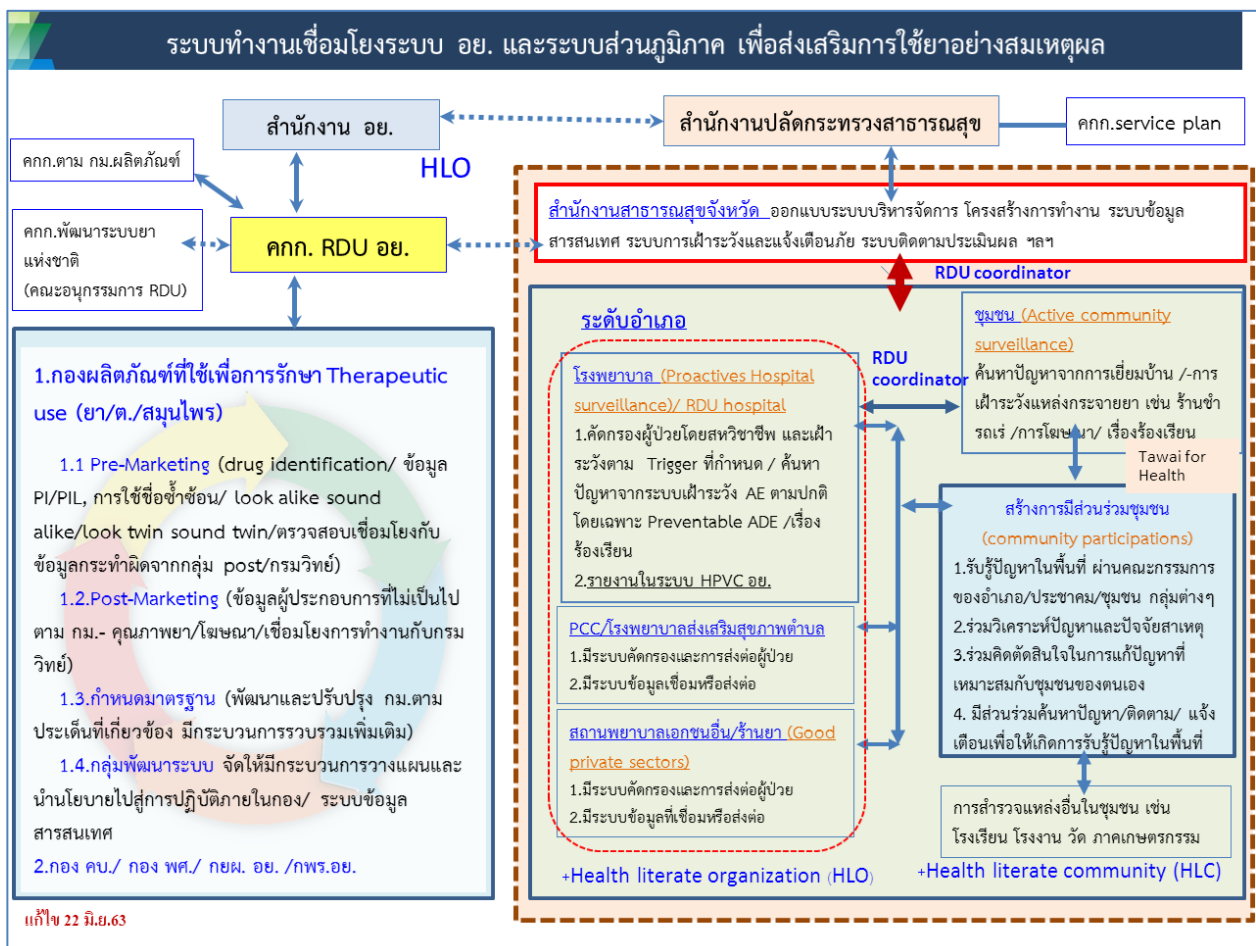 ระบบทำงานเชื่อมโยงระบบ อย. และระบบส่วนภูมิภาค เพื่อส่งเสริมการใช้ยาอย่างสมเหตุผล
สำนักงาน อย.
สำนักงานปลัดกระทรวงสาธารณสุข
คกก.service plan
คกก.ตาม กม.ผลิตภัณฑ์
HLO
คกก.พัฒนาระบบยา
แห่งชาติ
(คณะอนุกรรมการ RDU)
คกก. RDU อย.
สำนักงานสาธารณสุขจังหวัด ออกแบบระบบบริหารจัดการ โครงสร้างการทำงาน ระบบข้อมูล
สารสนเทศ ระบบการเฝ้าระวังและแจ้งเตือนภัย ระบบติดตามประเมินผล ฯลฯ
RDU coordinator
1.กองผลิตภัณฑ์ที่ใช้เพื่อการรักษา Therapeutic
use (ยา/ต./สมุนไพร)
1.1 Pre-Marketing (drug identification/ ข้อมูล
PI/PIL, การใช้ชื่อซ้ำซ้อน/ look alike sound
alike/look twin sound twin/ตรวจสอบเชื่อมโยงกับ
ข้อมูลกระทำผิดจากกลุ่ม post/กรมวิทย์)
1.2.Post-Marketing (ข้อมูลผู้ประกอบการที่ไม่เป็นไป
ตาม กม.- คุณภาพยา/โฆษณา/เชื่อมโยงการทำงานกับกรม
วิทย์)
1.3.กำหนดมาตรฐาน (พัฒนาและปรับปรุง กม.ตาม
ประเด็นที่เกี่ยวข้อง มีกระบวนการรวบรวมเพิ่มเติม)
1.4.กลุ่มพัฒนาระบบ จัดให้มีกระบวนการวางแผนและ
นำนโยบายไปสู่การปฏิบัติภายในกอง/ ระบบข้อมูล
สารสนเทศ
2.กอง คบ./ กอง พศ./ กยผ. อย. /กพร.อย.
ระดับอำเภอ
โรงพยาบาล (Proactives Hospital
surveillance)/ RDU hospital
1.คัดกรองผู้ป่วยโดยสหวิชาชีพ และเฝ้า
ระวังตาม Trigger ที่กำหนด / ค้นหา
ปัญหาจากระบบเฝ้าระวัง AE ตามปกติ
โดยเฉพาะ Preventable ADE /เรื่อง
ร้องเรียน
2.รายงานในระบบ HPVC อย.
PCC/โรงพยาบาลส่งเสริมสุขภาพตำบล
1.มีระบบคัดกรองและการส่งต่อผู้ป่วย
2.มีระบบข้อมูลเชื่อมหรือส่งต่อ
สถานพยาบาลเอกชนอื่น/ร้านยา (Good
private sectors)
1.มีระบบคัดกรองและการส่งต่อผู้ป่วย
2.มีระบบข้อมูลที่เชื่อมหรือส่งต่อ
+Health literate organization (HLO)
RDU
coordinator
ชุมชน (Active community
surveillance)
ค้นหาปัญหาจากการเยี่ยมบ้าน /-การ
เฝ้าระวังแหล่งกระจายยา เช่น ร้านชำ
รถเร่ /การโฆษณา/ เรื่องร้องเรียน
Tawai for
Health
สร้างการมีส่วนร่วมชุมชน
(community participations)
1.รับรู้ปัญหาในพื้นที่ ผ่านคณะกรรมการ
ของอำเภอ/ประชาคม/ชุมชน กลุ่มต่างๆ
2.ร่วมวิเคราะห์ปัญหาและปัจจัยสาเหตุ
3.ร่วมคิดตัดสินใจในการแก้ปัญหาที่
เหมาะสมกับชุมชนของตนเอง
4. มีส่วนร่วมค้นหาปัญหา/ติดตาม/ แจ้ง
เตือนเพื่อให้เกิดการรับรู้ปัญหาในพื้นที่
การสำรวจแหล่งอื่นในชุมชน เช่น
โรงเรียน โรงงาน วัด ภาคเกษตรกรรม
+Health literate community (HLC)
แก้ไข 22 มิ.ย.63